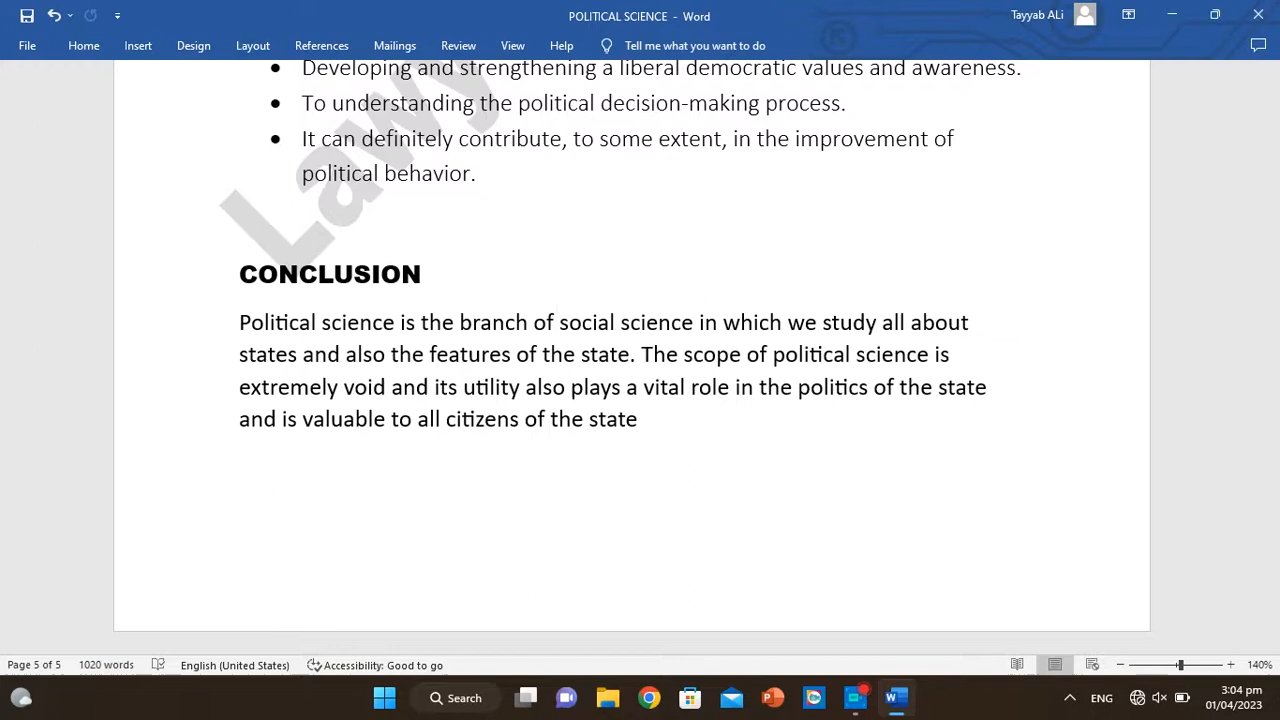 POLITICAL SCIENCE - Word
Tayyab ALi
File Home Insert Design Layout References Mailings Review View Help Tell me what you want to do
• Developing and strengthening a liberal democratic values and awareness.
• To understanding the political decision-making process.
• It can definitely contribute, to some extent, in the improvement of
political behavior.
Lawy
CONCLUSION
Political science is the branch of social science in which we study all about
states and also the features of the state. The scope of political science is
extremely void and its utility also plays a vital role in the politics of the state
and is valuable to all citizens of the state
Page 5 of 5 1020 words English (United States) Accessibility: Good to go 140%
Search ENG 3:04 pm
01/04/2023